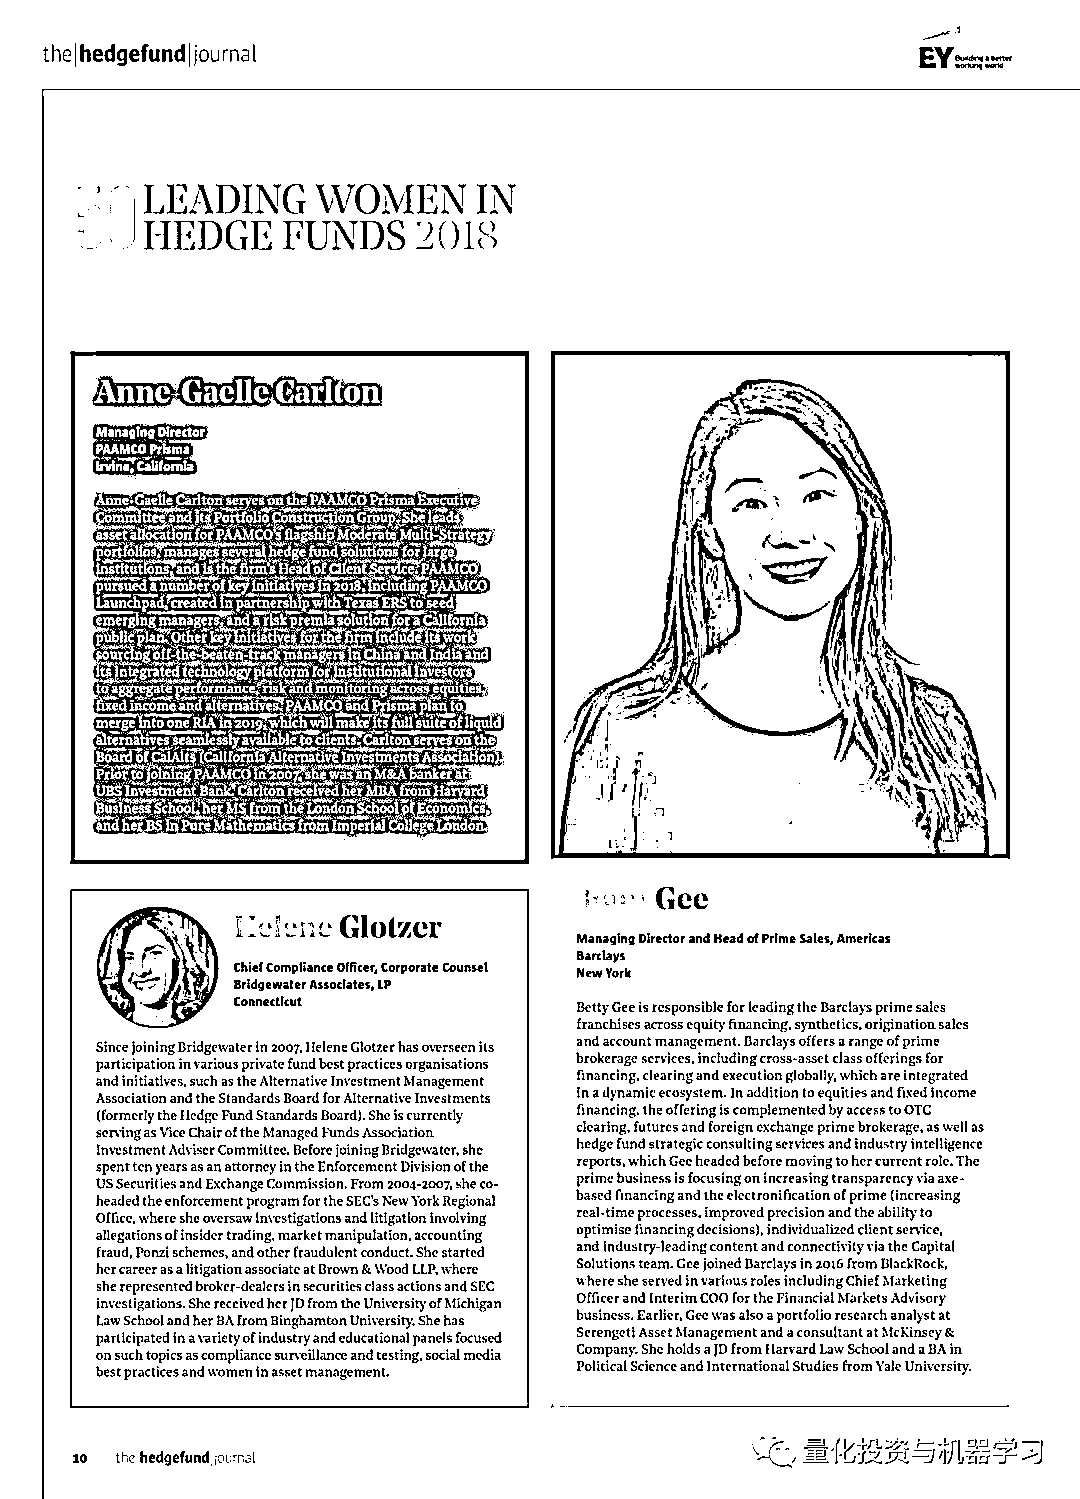 the|hedgefund|journal
EY Building a better
working world
50 LEADING WOMEN IN
HEDGE FUNDS 2018
Anne-Gaelle Carlton
Managing Director
PAAMCO Prisma
Irvine, California
Anne-Gaelle Carlton serves on the PAAMCO Prisma Executive
Committee and its Portfolio Construction Group. She leads
asset allocation for PAAMCO's flagship Moderate Multi-Strategy
portfolios, manages several hedge fund solutions for large
institutions, and is the firm's Head of Client Service. PAAMCO
pursued a number of key initiatives in 2018, including PAAMCO
Launchpad, created in partnership with Texas ERS to seed
emerging managers, and a risk premia solution for a California
public plan. Other key initiatives for the firm include its work
sourcing off-the-beaten-track managers in China and India and
its integrated technology platform for institutional investors
to aggregate performance, risk and monitoring across equities,
fixed income and alternatives. PAAMCO and Prisma plan to
merge into one RIA in 2019, which will make its full suite of liquid
alternatives seamlessly available to clients. Carlton serves on the
Board of CalAlts (California Alternative Investments Association).
Prior to joining PAAMCO in 2007, she was an M&A banker at
UBS Investment Bank. Carlton received her MBA from Harvard
Business School, her MS from the London School of Economics,
and her BS in Pure Mathematics from Imperial College London.
Helene Glotzer
Chief Compliance Officer, Corporate Counsel
Bridgewater Associates, LP
Connecticut
Since joining Bridgewater in 2007, Helene Glotzer has overseen its
participation in various private fund best practices organisations
and initiatives, such as the Alternative Investment Management
Association and the Standards Board for Alternative Investments
(formerly the Hedge Fund Standards Board). She is currently
serving as Vice Chair of the Managed Funds Association
Investment Adviser Committee. Before joining Bridgewater, she
spent ten years as an attorney in the Enforcement Division of the
US Securities and Exchange Commission. From 2004-2007, she co-
headed the enforcement program for the SEC's New York Regional
Office, where she oversaw investigations and litigation involving
allegations of insider trading, market manipulation, accounting
fraud, Ponzi schemes, and other fraudulent conduct. She started
her career as a litigation associate at Brown & Wood LLP, where
she represented broker-dealers in securities class actions and SEC
investigations. She received her JD from the University of Michigan
Law School and her BA from Binghamton University. She has
participated in a variety of industry and educational panels focused
on such topics as compliance surveillance and testing, social media
best practices and women in asset management.
Gee
Managing Director and Head of Prime Sales, Americas
Barclays
New York
Betty Gee is responsible for leading the Barclays prime sales
franchises across equity financing, synthetics, origination sales
and account management. Barclays offers a range of prime
brokerage services, including cross-asset class offerings for
financing, clearing and execution globally, which are integrated
in a dynamic ecosystem. In addition to equities and fixed income
financing, the offering is complemented by access to OTC
clearing, futures and foreign exchange prime brokerage, as well as
hedge fund strategic consulting services and industry intelligence
reports, which Gee headed before moving to her current role. The
prime business is focusing on increasing transparency via axe-
based financing and the electronification of prime (increasing
real-time processes, improved precision and the ability to
optimise financing decisions), individualized client service,
and industry-leading content and connectivity via the Capital
Solutions team. Gee joined Barclays in 2016 from BlackRock,
where she served in various roles including Chief Marketing
Officer and Interim COO for the Financial Markets Advisory
business. Earlier, Gee was also a portfolio research analyst at
Serengeti Asset Management and a consultant at McKinsey &
Company. She holds a JD from Harvard Law School and a BA in
Political Science and International Studies from Yale University.
10 the hedgefund journal
量化投资与机器学习